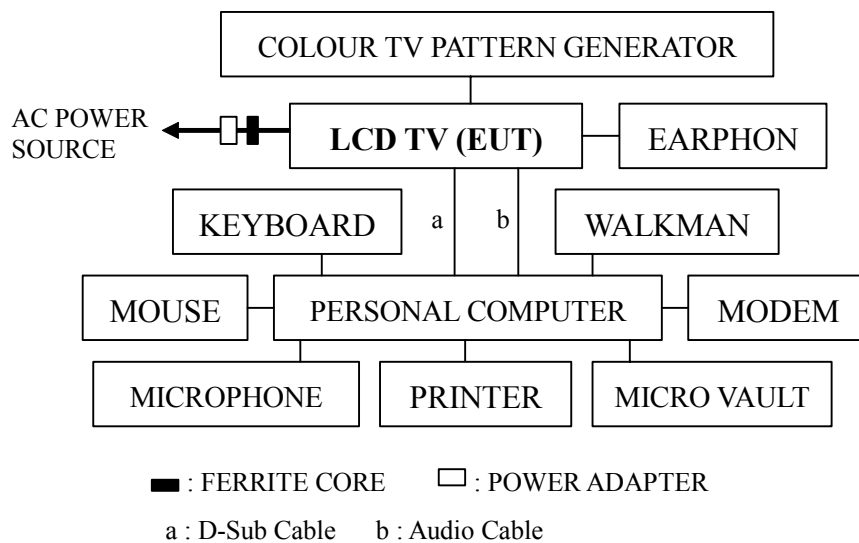 COLOUR TV PATTERN GENERATOR
AC POWER
SOURCE
LCD TV (EUT)
EARPHON
KEYBOARD
a
b
WALKMAN
MOUSE
PERSONAL COMPUTER
MODEM
MICROPHONE
PRINTER
MICRO VAULT
: FERRITE CORE
: POWER ADAPTER
a : D-Sub Cable
b : Audio Cable